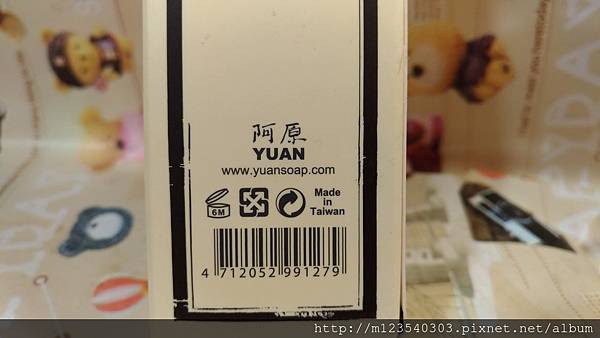 阿原
YUAN
www.yuansoap.com
6M
Made
in
Taiwan
4 712052 991279
http://m123540303.pixnet.net/album